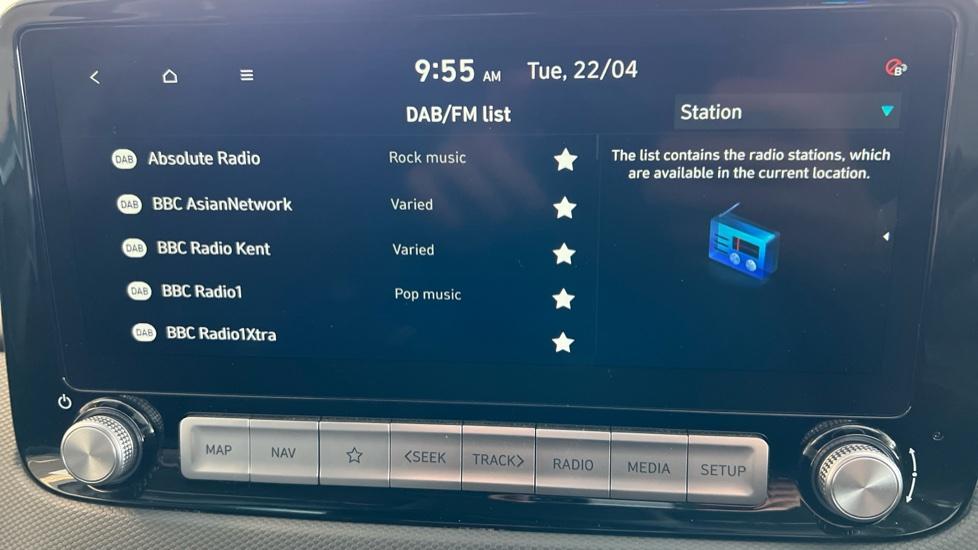 9:55 AM Tue, 22/04
DAB/FM list
Station
DAB Absolute Radio Rock music
DAB BBC AsianNetwork Varied
DAB BBC Radio Kent Varied
DAB BBC Radio1 Pop music
DAB BBC Radio1Xtra
The list contains the radio stations, which
are available in the current location.
MAP NAV <SEEK TRACK> RADIO MEDIA SETUP